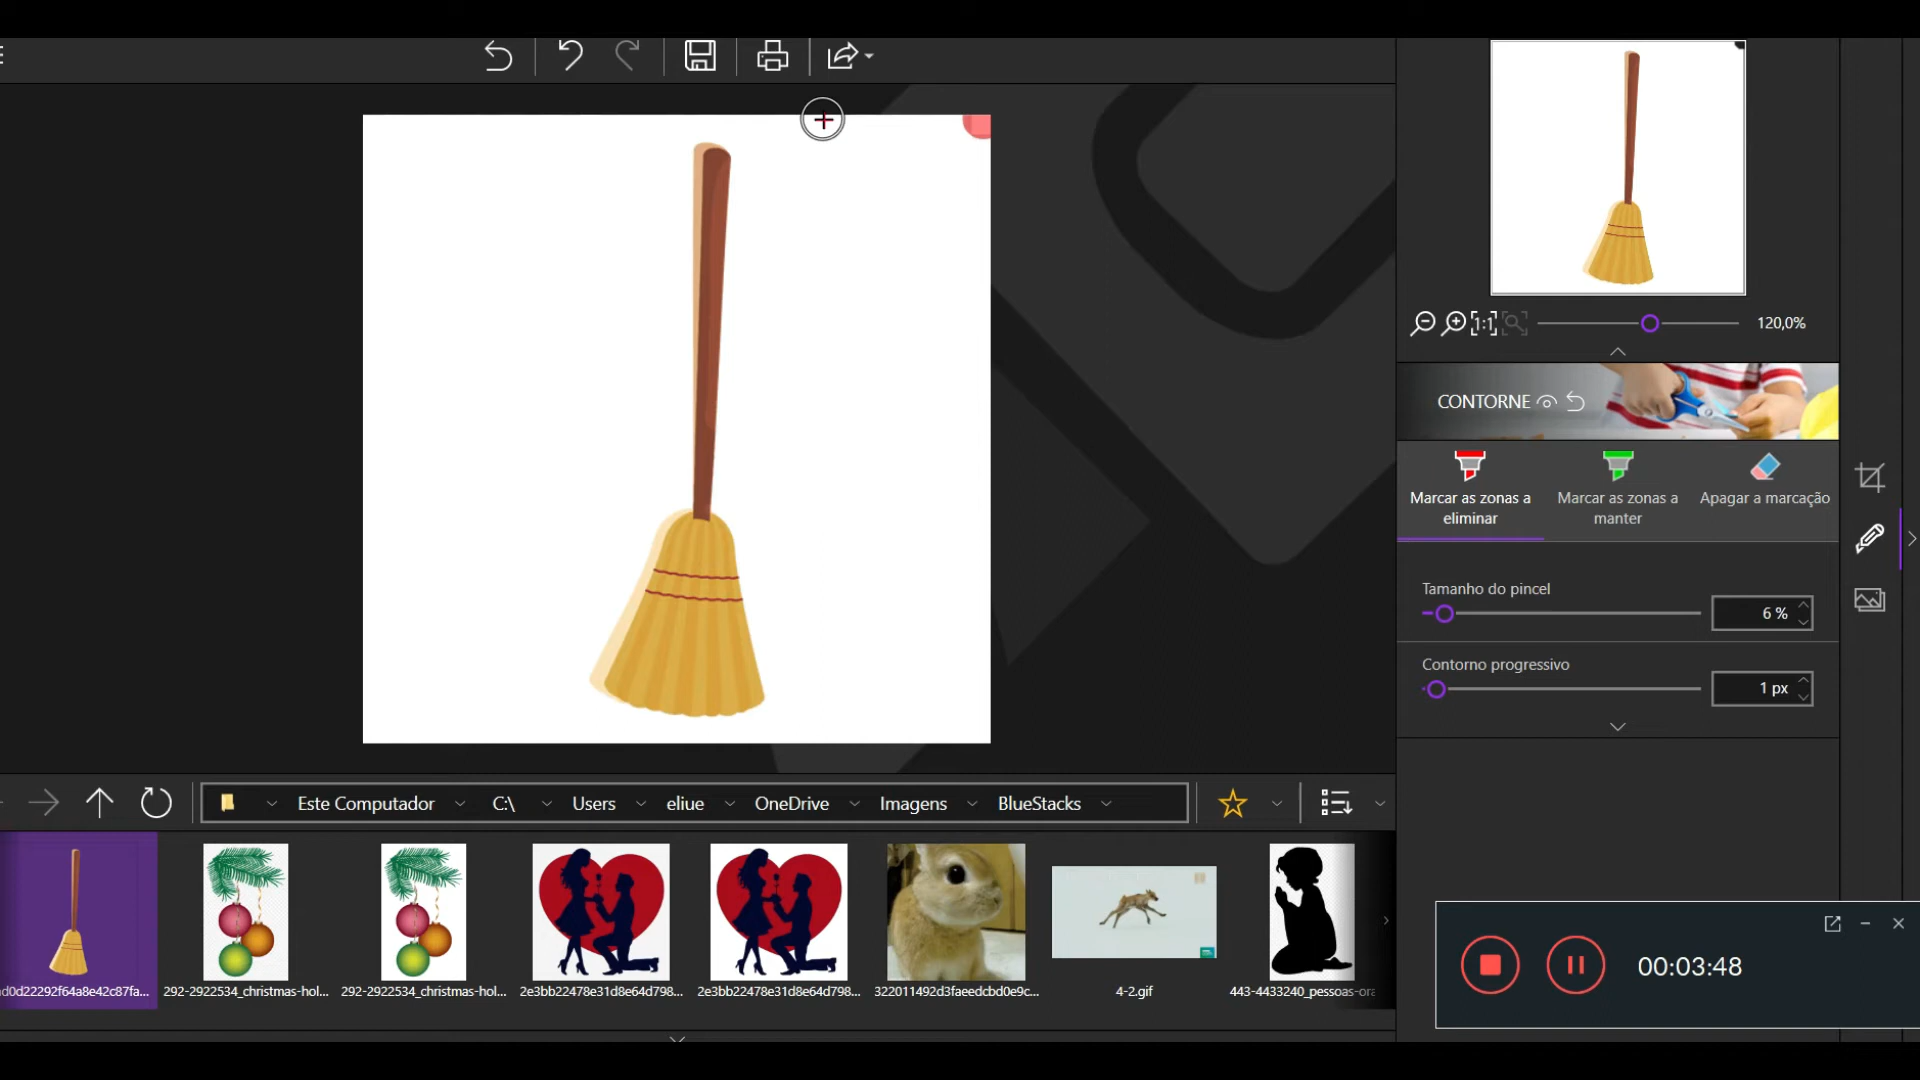 120,0%
CONTORNE
Marcar as zonas a
eliminar
Marcar as zonas a
manter
Apagar a marcação
Tamanho do pincel
6 %
Contorno progressivo
1 px
Este Computador
C:\
Users
eliue
OneDrive
Imagens
BlueStacks
d0d22292f64a8e42c87fa...
292-2922534_christmas-hol...
292-2922534_christmas-hol...
2e3bb22478e31d8e64d798...
2e3bb22478e31d8e64d798...
322011492d3faeedcbd0e9c...
4-2.gif
443-4433240_pessoas-ora
00:03:48